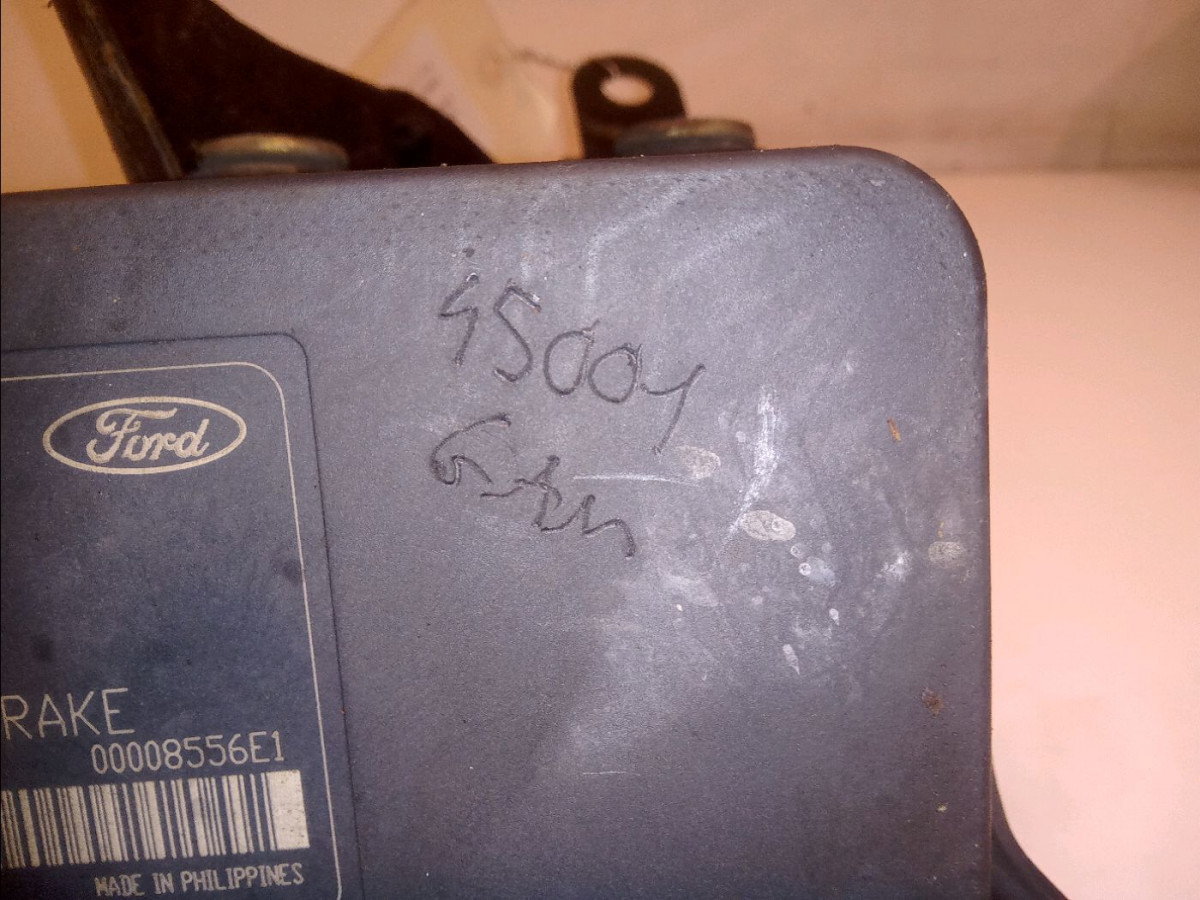 45004
Ford
RAKE
00008556E1
MADE IN PHILIPPINES